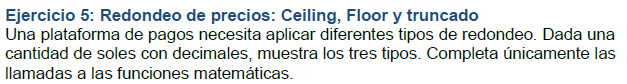 Ejercicio 5: Redondeo de precios: Ceiling, Floor y truncado
Una plataforma de pagos necesita aplicar diferentes tipos de redondeo. Dada una
cantidad de soles con decimales, muestra los tres tipos. Completa únicamente las
llamadas a las funciones matemáticas.